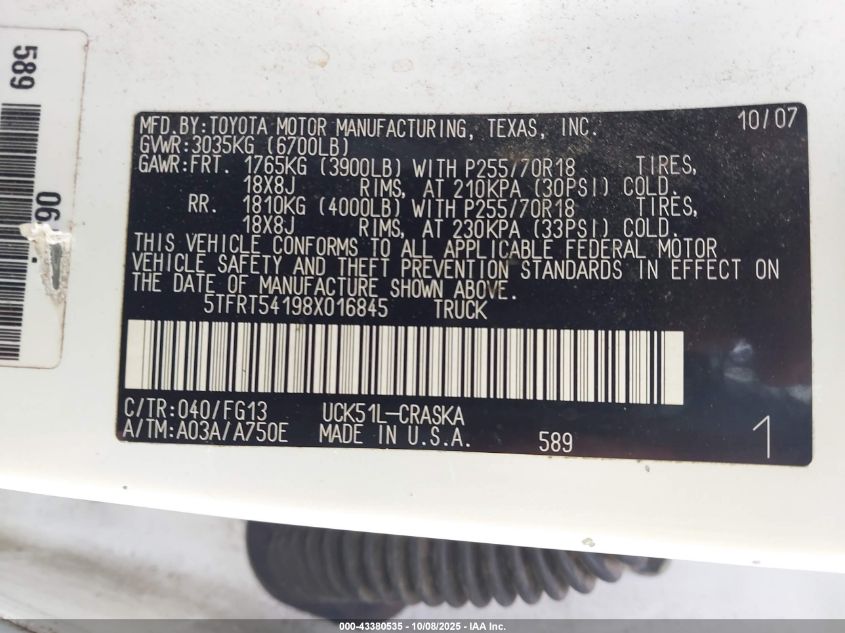 589
06
MFD.BY:TOYOTA MOTOR MANUFACTURING, TEXAS, INC. 10/07
GVWR:3035KG (6700LB)
GAWR:FRT. 1765KG (3900LB) WITH P255/70R18 TIRES,
18X8J RIMS, AT 210KPA (30PSI) COLD.
RR. 1810KG (4000LB) WITH P255/70R18 TIRES,
18X8J RIMS, AT 230KPA (33PSI) COLD.
THIS VEHICLE CONFORMS TO ALL APPLICABLE FEDERAL MOTOR
VEHICLE SAFETY AND THEFT PREVENTION STANDARDS IN EFFECT ON
THE DATE OF MANUFACTURE SHOWN ABOVE.
5TFRT54198X016845 TRUCK
C/TR:040/FG13 UCK51L-CRASKA
A/TM:A03A/A750E MADE IN U.S.A. 589 1
000-43380535 - 10/08/2025 - IAA Inc.